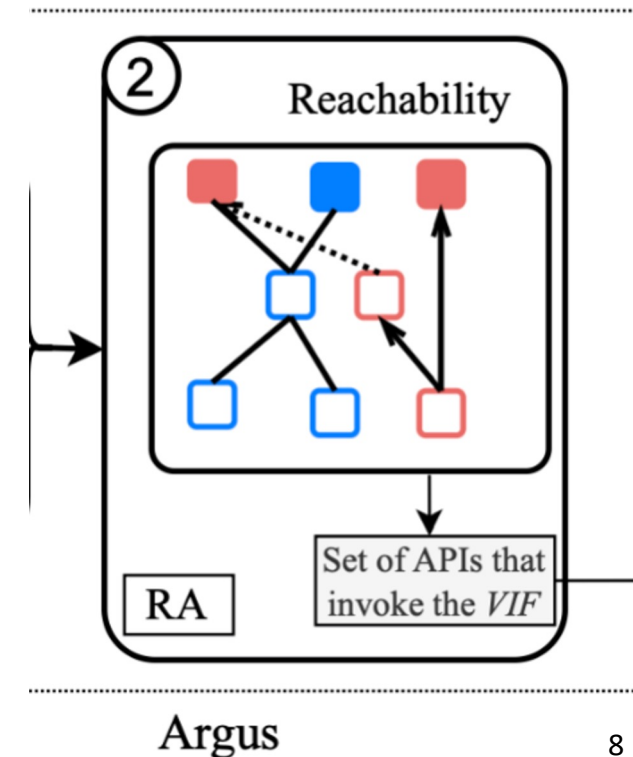 2
Reachability
Set of APIs that
invoke the VIF
RA
Argus
8